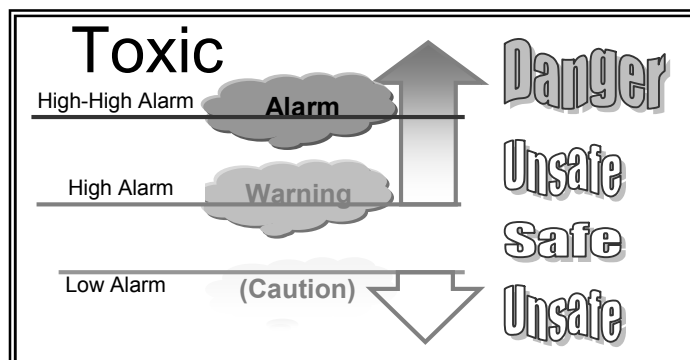 Toxic
Danger
High-High Alarm
Alarm
Unsafe
High Alarm
Warning
Safe
Low Alarm
(Caution)
Unsafe